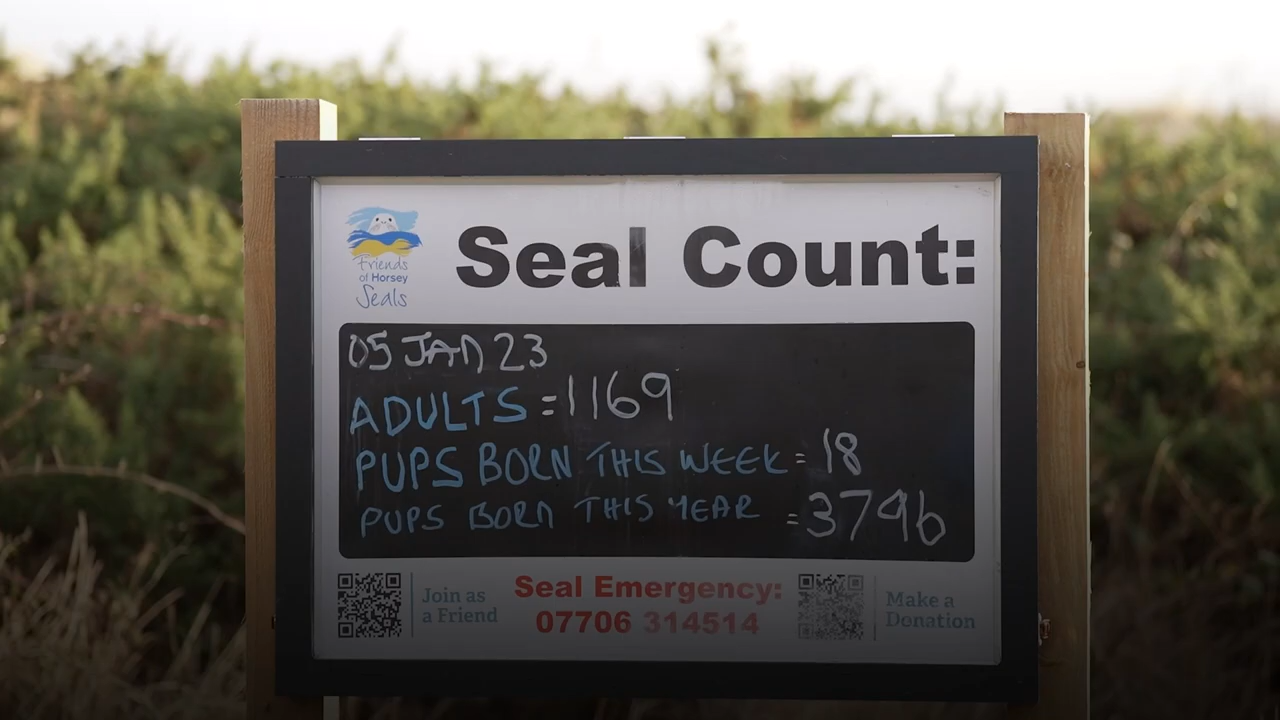 Seal Count:
Friends
of Horsey
Seals
05 JAN 23
ADULTS = 1169
PUPS BORN THIS WEEK = 18
PUPS BORN THIS YEAR = 3796
Join as
a Friend
Seal Emergency:
07706 314514
Make a
Donation